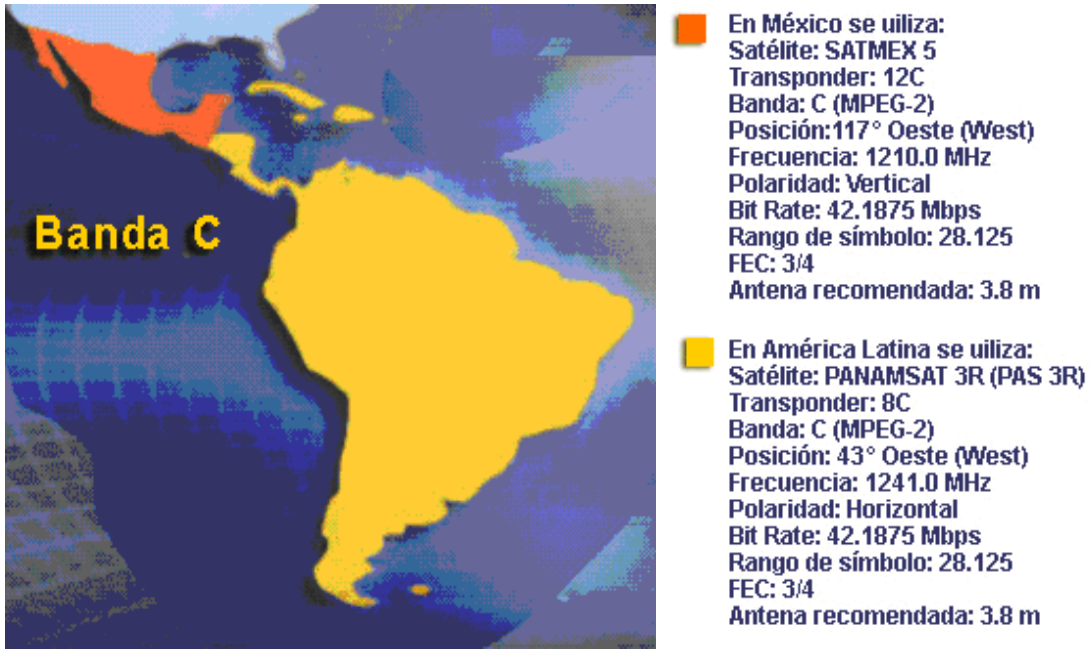 Banda C
En México se uiliza:
Satélite: SATMEX 5
Transponder: 12C
Banda: C (MPEG-2)
Posición:117° Oeste (West)
Frecuencia: 1210.0 MHz
Polaridad: Vertical
Bit Rate: 42.1875 Mbps
Rango de símbolo: 28.125
FEC: 3/4
Antena recomendada: 3.8 m
En América Latina se uiliza:
Satélite: PANAMSAT 3R (PAS 3R)
Transponder: 8C
Banda: C (MPEG-2)
Posición: 43° Oeste (West)
Frecuencia: 1241.0 MHz
Polaridad: Horizontal
Bit Rate: 42.1875 Mbps
Rango de símbolo: 28.125
FEC: 3/4
Antena recomendada: 3.8 m